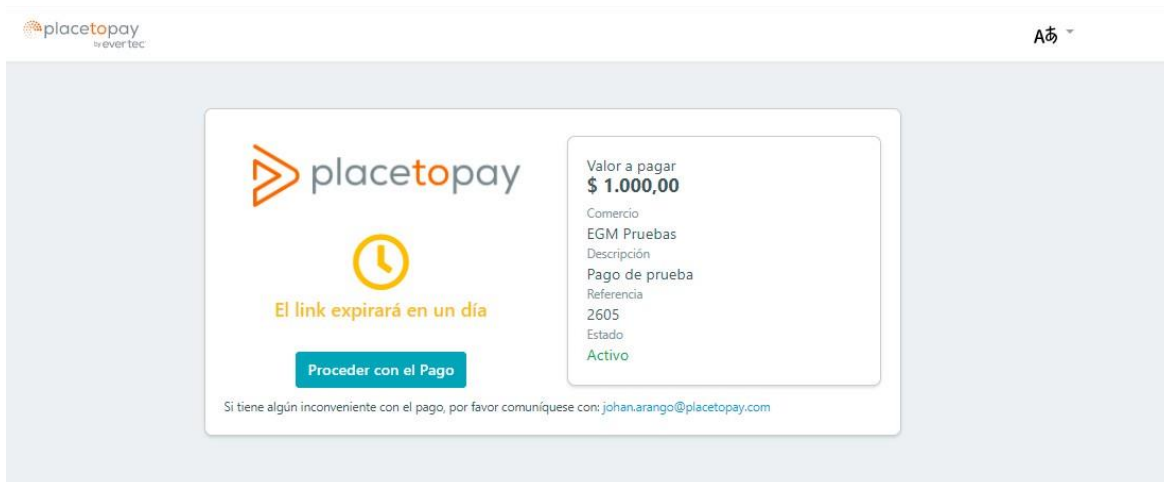 placetopay
by evertec
Aあ
placetopay
El link expirará en un día
Proceder con el Pago
Valor a pagar
$ 1.000,00
Comercio
EGM Pruebas
Descripción
Pago de prueba
Referencia
2605
Estado
Activo
Si tiene algún inconveniente con el pago, por favor comuníquese con: johan.arango@placetopay.com